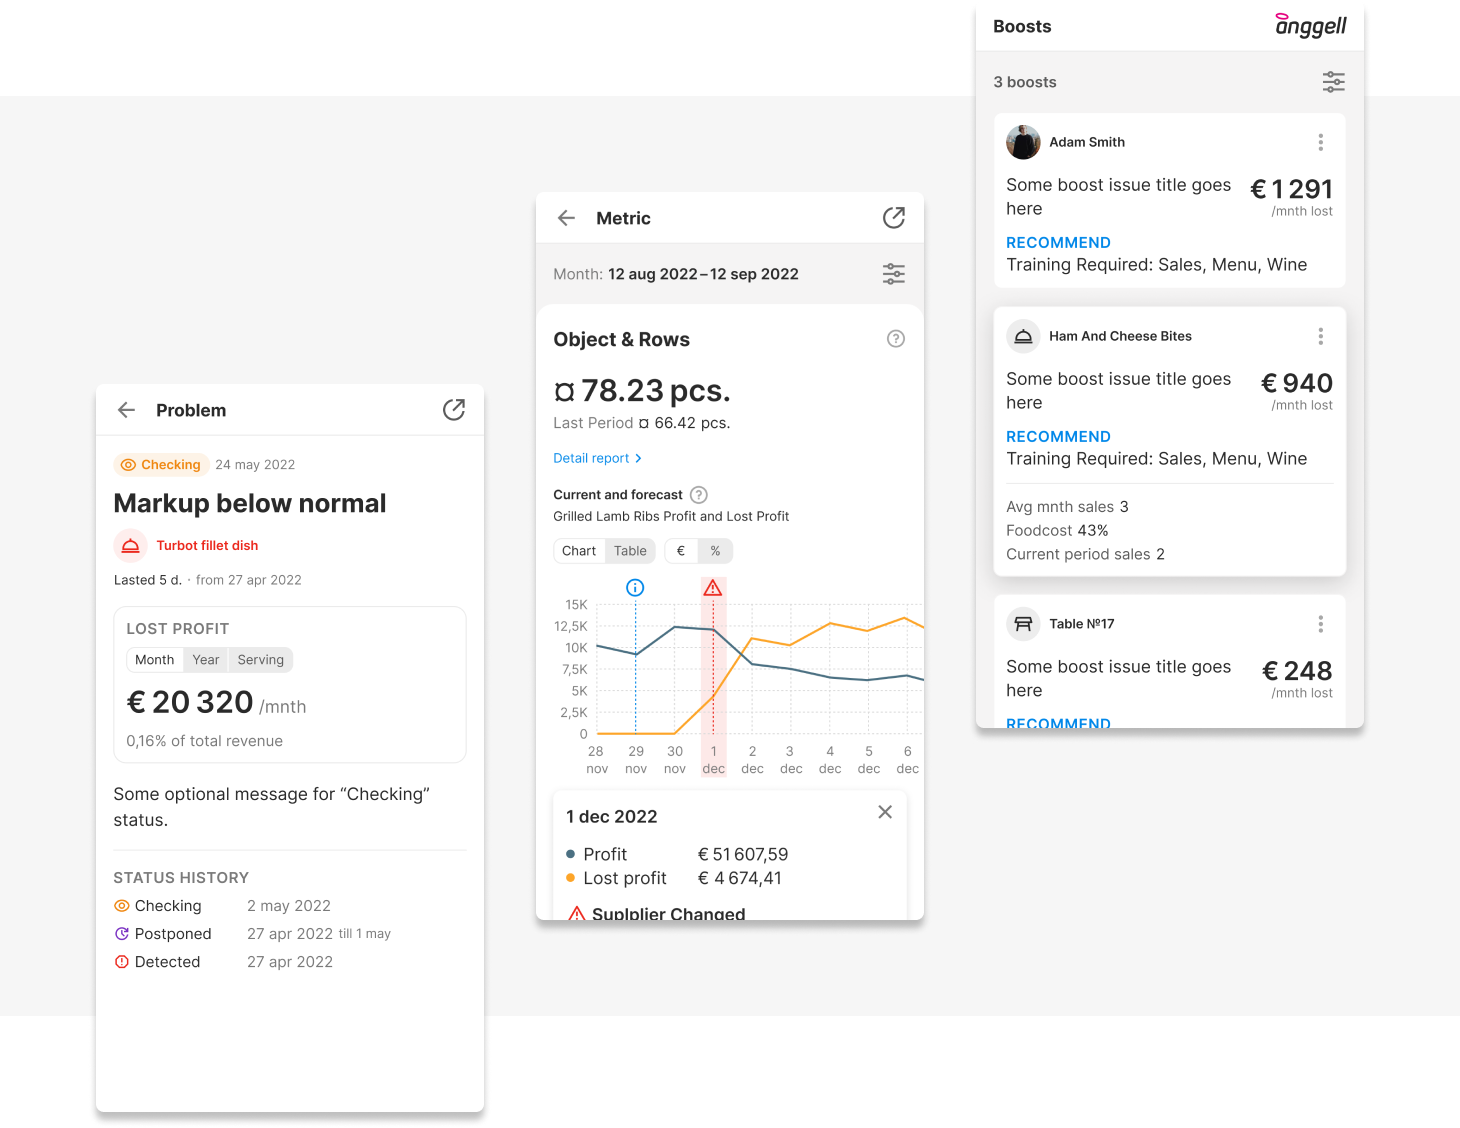 Problem
Checking 24 may 2022
Markup below normal
Turbot fillet dish
Lasted 5 d. · from 27 apr 2022
LOST PROFIT
Month Year Serving
€ 20 320 /mnth
0,16% of total revenue
Some optional message for “Checking”
status.
STATUS HISTORY
Checking 2 may 2022
Postponed 27 apr 2022 till 1 may
Detected 27 apr 2022
Metric
Month: 12 aug 2022 – 12 sep 2022
Object & Rows
¤ 78.23 pcs.
Last Period ¤ 66.42 pcs.
Detail report
Current and forecast
Grilled Lamb Ribs Profit and Lost Profit
Chart Table € %
15K
12,5K
10K
7,5K
5K
2,5K
0
28 29 30 1 2 3 4 5 6
nov nov nov dec dec dec dec dec dec
1 dec 2022
Profit € 51 607,59
Lost profit € 4 674,41
Suplplier Changed
Boosts
anggell
3 boosts
Adam Smith
Some boost issue title goes
here
€ 1 291
/mnth lost
RECOMMEND
Training Required: Sales, Menu, Wine
Ham And Cheese Bites
Some boost issue title goes
here
€ 940
/mnth lost
RECOMMEND
Training Required: Sales, Menu, Wine
Avg mnth sales 3
Foodcost 43%
Current period sales 2
Table №17
Some boost issue title goes
here
€ 248
/mnth lost
RECOMMEND